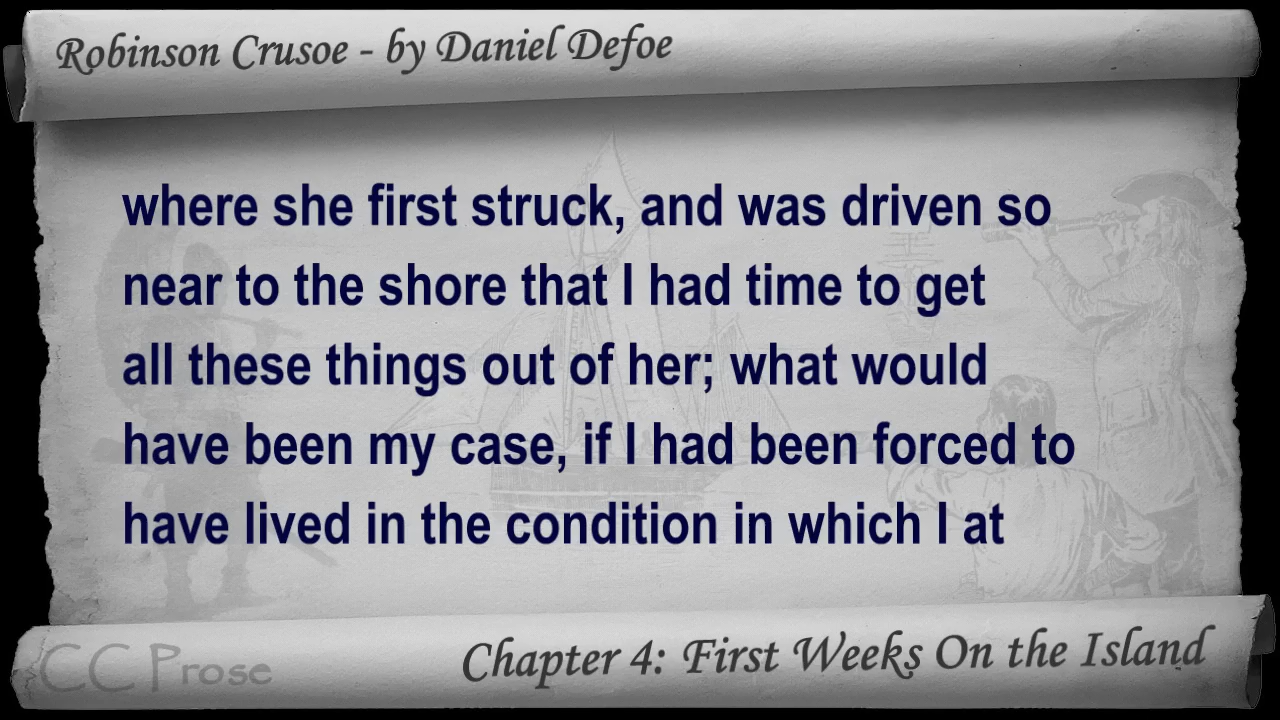 Robinson Crusoe - by Daniel Defoe
where she first struck, and was driven so
near to the shore that I had time to get
all these things out of her; what would
have been my case, if I had been forced to
have lived in the condition in which I at
CC Prose
Chapter 4: First Weeks On the Island